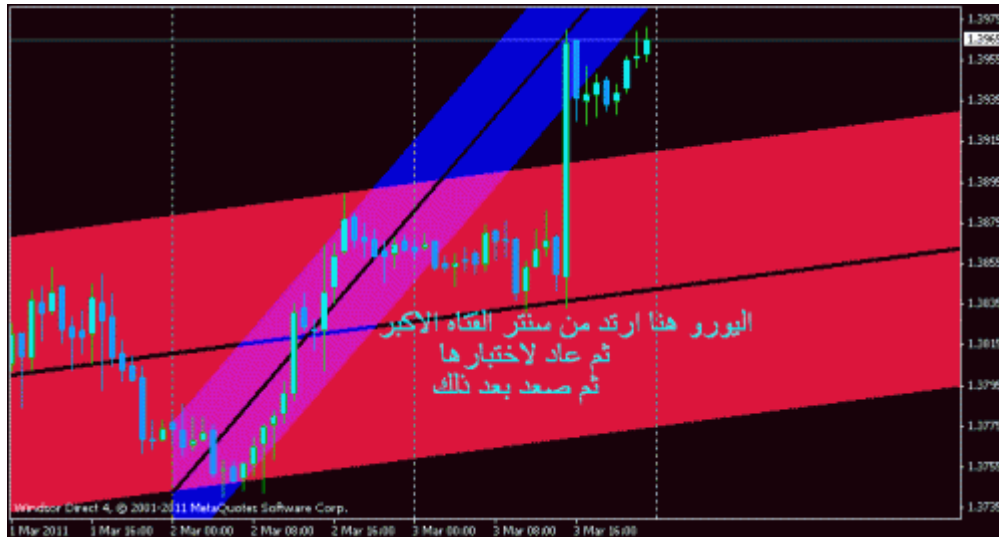 1.3975
1.3965
1.3955
1.3935
1.3915
1.3895
1.3875
1.3855
1.3835
1.3815
1.3795
1.3775
1.3755
1.3735
اليورو هنا ارتد من سنتر القناه الاكبر
ثم عاد لاختبارها
ثم صعد بعد ذلك
Windsor Direct 4, © 2001-2011 MetaQuotes Software Corp.
1 Mar 2011 1 Mar 16:00 2 Mar 00:00 2 Mar 08:00 2 Mar 16:00 3 Mar 00:00 3 Mar 08:00 3 Mar 16:00